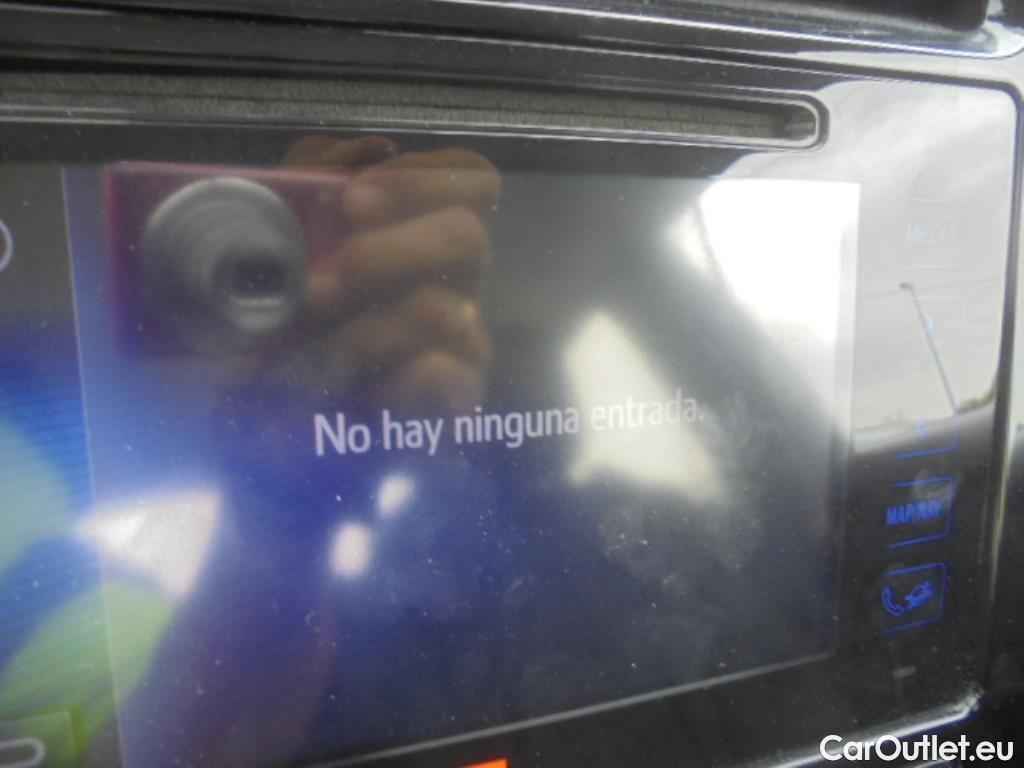 MEDIA
No hay ninguna entrada.
MAP/NAV
CarOutlet.eu